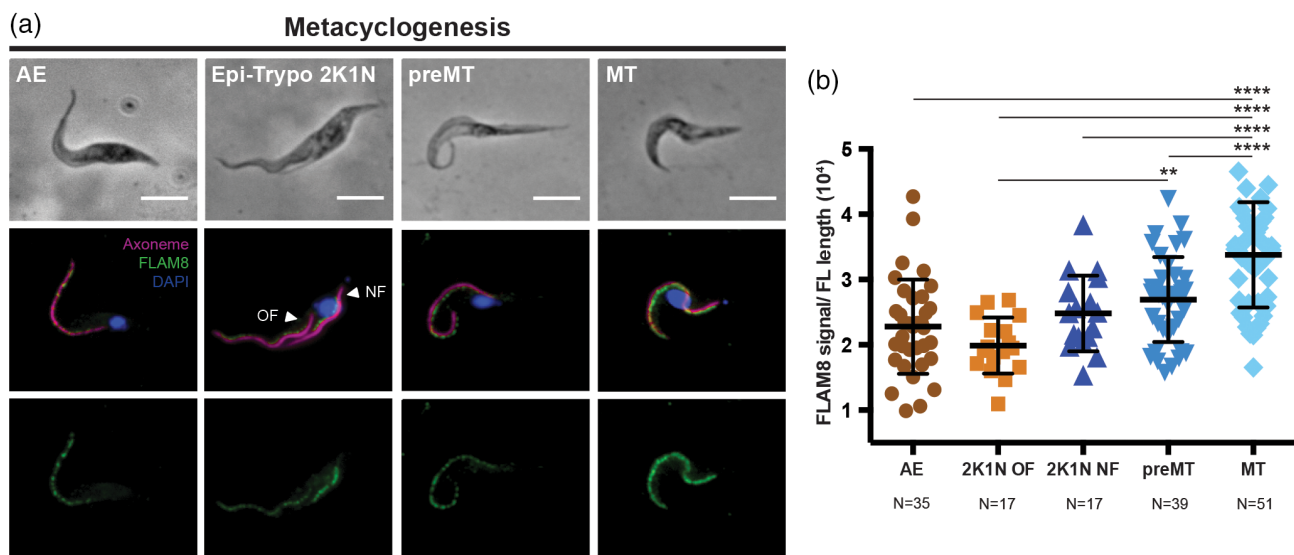 (a)
Metacyclogenesis
AE
Epi-Trypo 2K1N
preMT
MT
Axoneme
FLAM8
DAPI
OF
NF
(b)
****
****
****
****
**
FLAM8 signal/ FL length (10⁴)
5
4
3
2
1
AE
2K1N OF
2K1N NF
preMT
MT
N=35
N=17
N=17
N=39
N=51